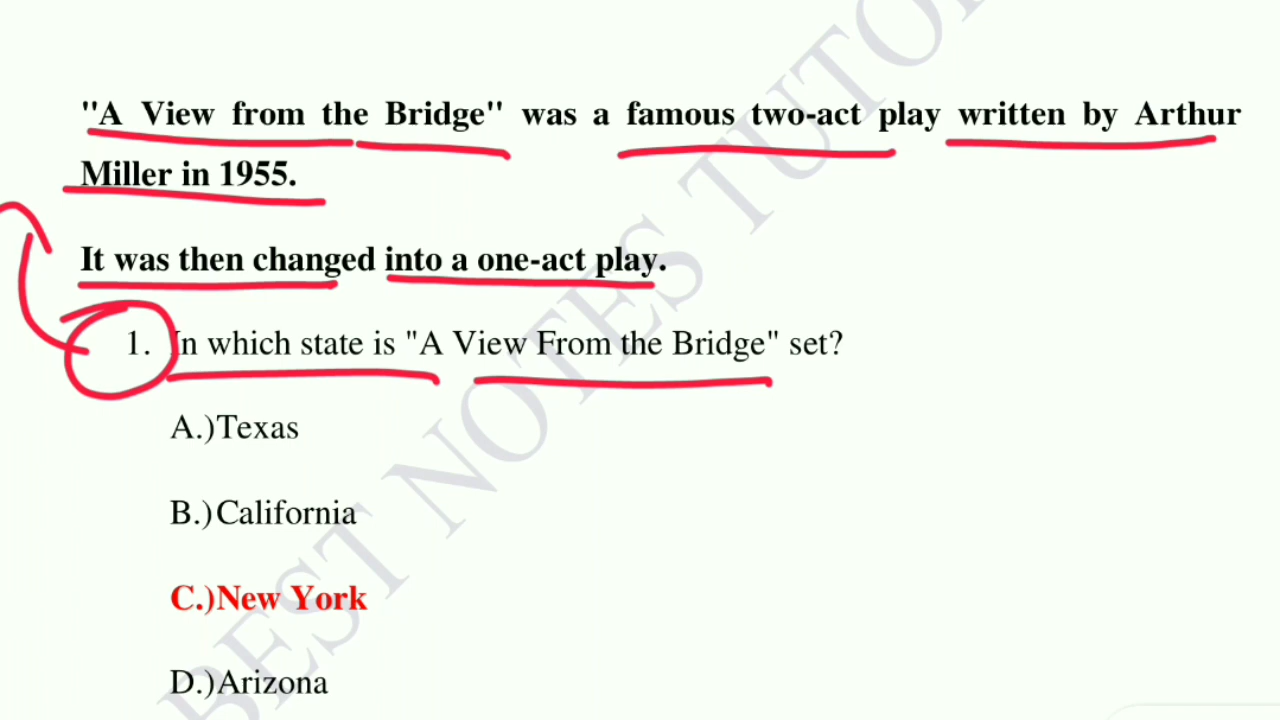 "A View from the Bridge" was a famous two-act play written by Arthur
Miller in 1955.
It was then changed into a one-act play.
1. In which state is "A View From the Bridge" set?
A.)Texas
B.)California
C.)New York
D.)Arizona
BEST NOTES TUTOR